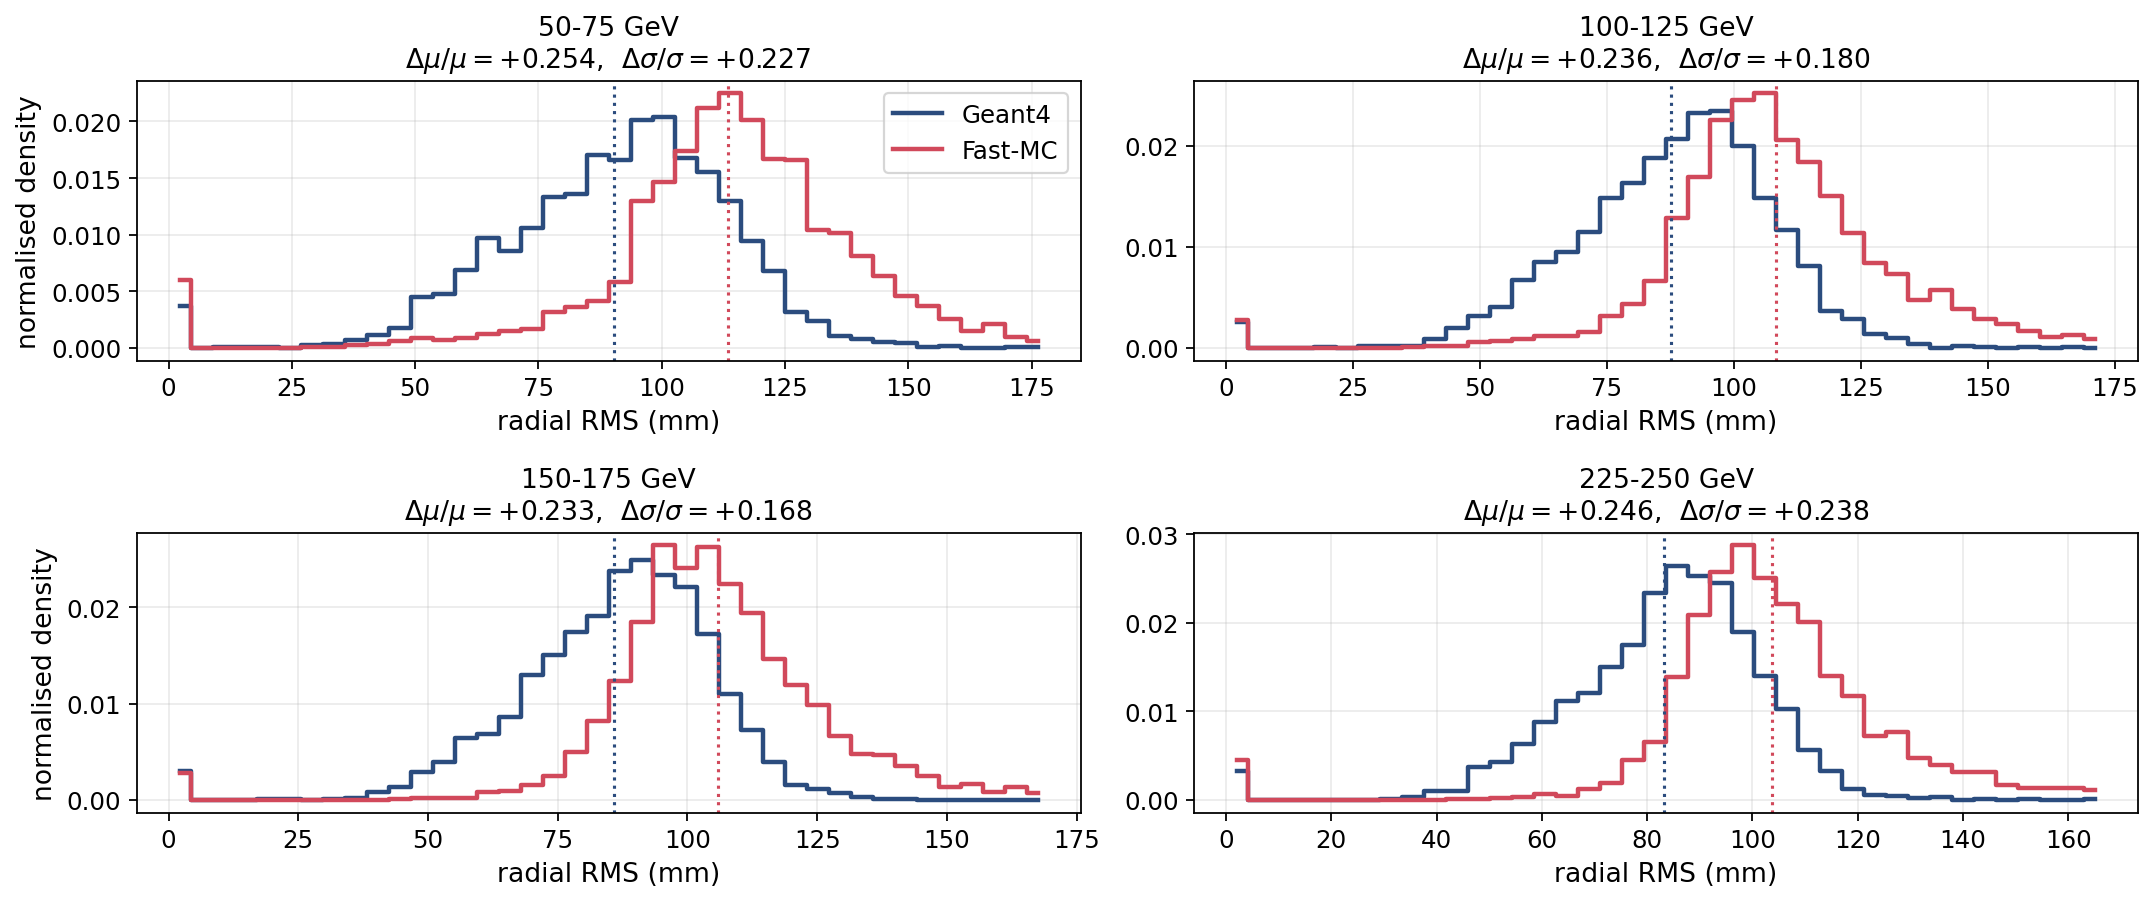 50-75 GeV
Δμ/μ = +0.254,  Δσ/σ = +0.227
normalised density
0.020
0.015
0.010
0.005
0.000
Geant4
Fast-MC
0 25 50 75 100 125 150 175
radial RMS (mm)
100-125 GeV
Δμ/μ = +0.236,  Δσ/σ = +0.180
0.02
0.01
0.00
0 25 50 75 100 125 150 175
radial RMS (mm)
150-175 GeV
Δμ/μ = +0.233,  Δσ/σ = +0.168
normalised density
0.02
0.01
0.00
0 25 50 75 100 125 150 175
radial RMS (mm)
225-250 GeV
Δμ/μ = +0.246,  Δσ/σ = +0.238
0.03
0.02
0.01
0.00
0 20 40 60 80 100 120 140 160
radial RMS (mm)